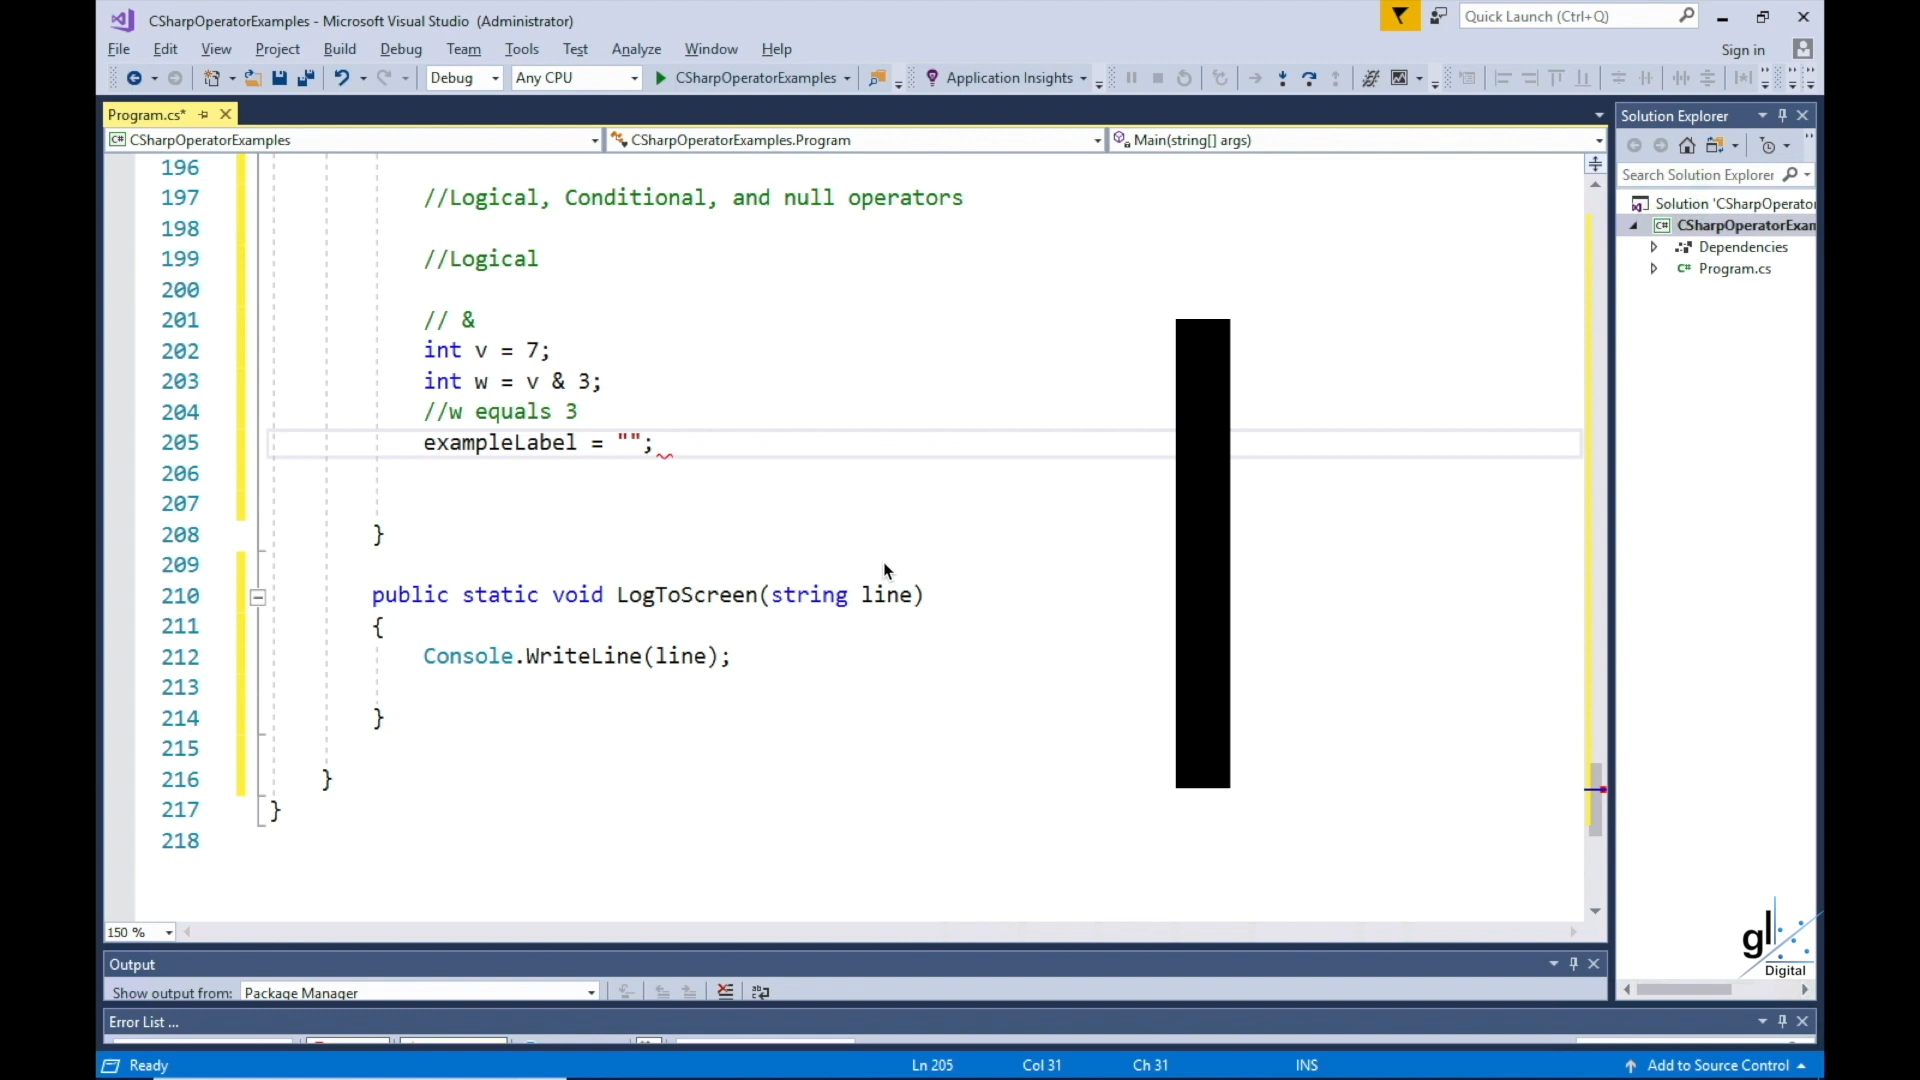 CSharpOperatorExamples - Microsoft Visual Studio (Administrator)
Quick Launch (Ctrl+Q)
File Edit View Project Build Debug Team Tools Test Analyze Window Help
Sign in
Debug Any CPU CSharpOperatorExamples Application Insights
Program.cs*
CSharpOperatorExamples CSharpOperatorExamples.Program Main(string[] args)
196
197 //Logical, Conditional, and null operators
198
199 //Logical
200
201 // &
202 int v = 7;
203 int w = v & 3;
204 //w equals 3
205 exampleLabel = "";
206
207
208 }
209
210 public static void LogToScreen(string line)
211 {
212 Console.WriteLine(line);
213
214 }
215
216 }
217 }
218
150 %
Solution Explorer
Search Solution Explorer
Solution 'CSharpOperator
CSharpOperatorExam
Dependencies
C# Program.cs
gl
Digital
Output
Show output from: Package Manager
Error List ...
Ready Ln 205 Col 31 Ch 31 INS Add to Source Control